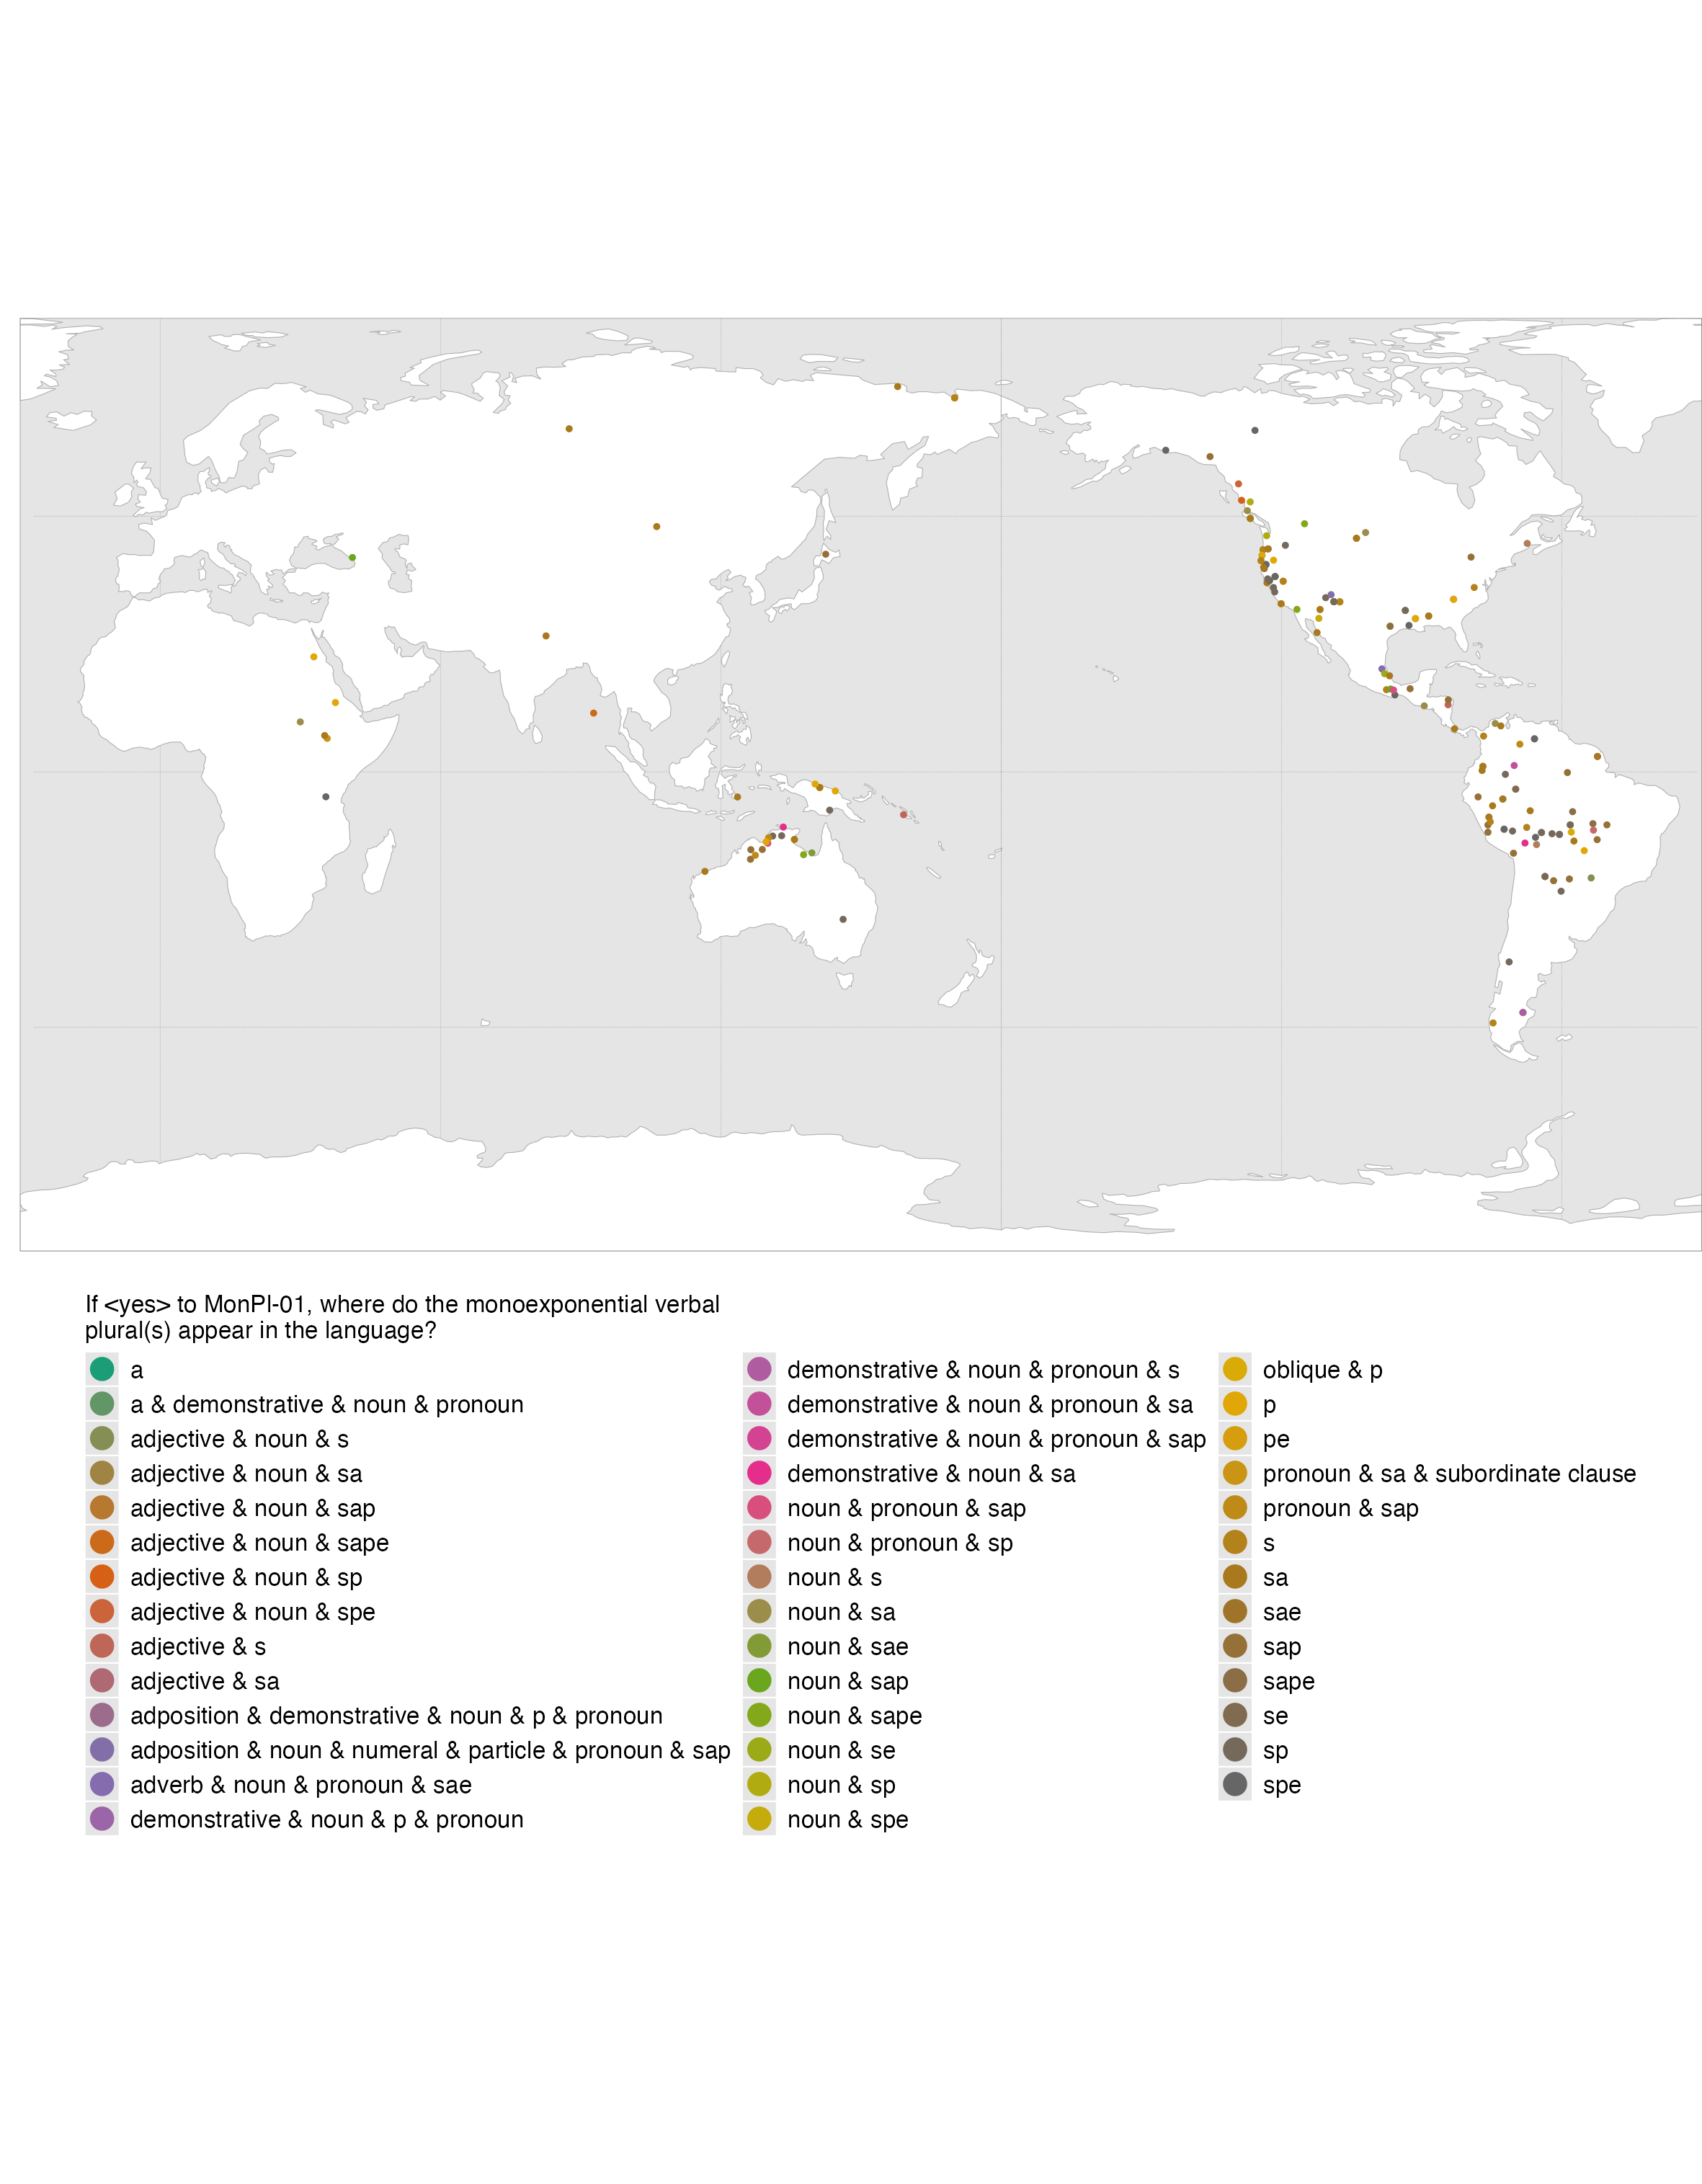 If <yes> to MonPl-01, where do the monoexponential verbal
plural(s) appear in the language?
a
a & demonstrative & noun & pronoun
adjective & noun & s
adjective & noun & sa
adjective & noun & sap
adjective & noun & sape
adjective & noun & sp
adjective & noun & spe
adjective & s
adjective & sa
adposition & demonstrative & noun & p & pronoun
adposition & noun & numeral & particle & pronoun & sap
adverb & noun & pronoun & sae
demonstrative & noun & p & pronoun
demonstrative & noun & pronoun & s
demonstrative & noun & pronoun & sa
demonstrative & noun & pronoun & sap
demonstrative & noun & sa
noun & pronoun & sap
noun & pronoun & sp
noun & s
noun & sa
noun & sae
noun & sap
noun & sape
noun & se
noun & sp
noun & spe
oblique & p
p
pe
pronoun & sa & subordinate clause
pronoun & sap
s
sa
sae
sap
sape
se
sp
spe